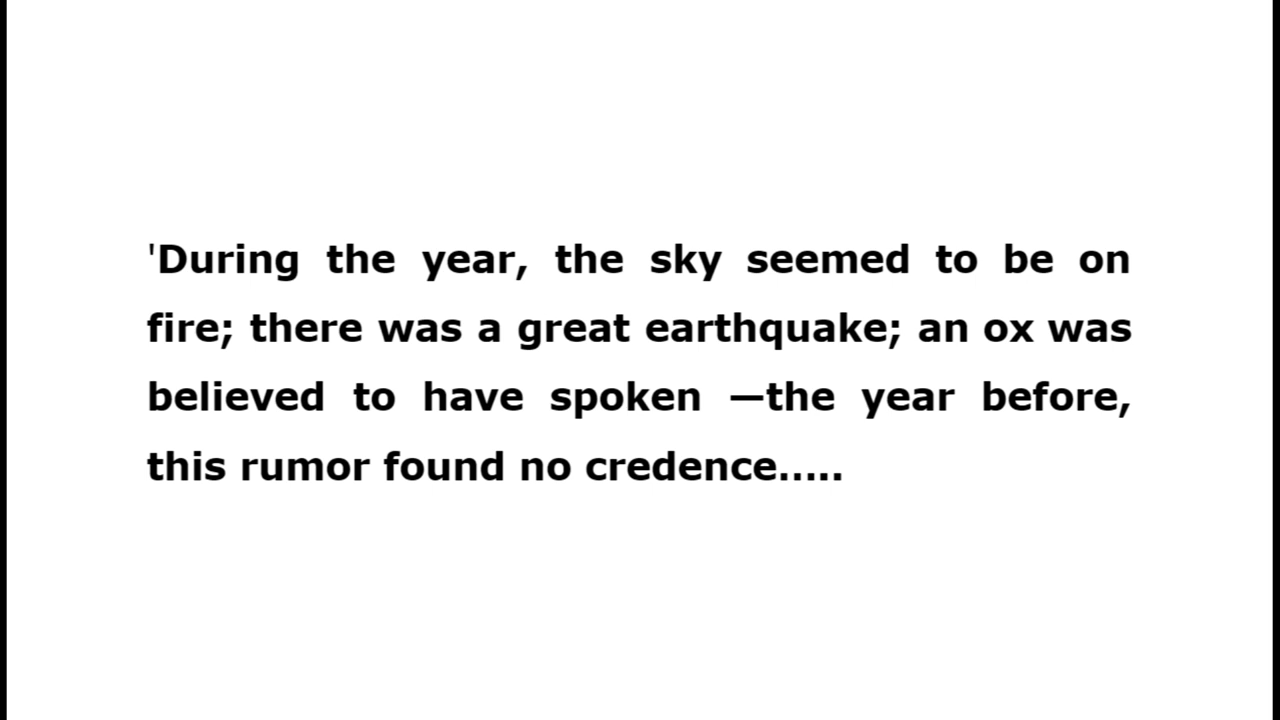 'During the year, the sky seemed to be on
fire; there was a great earthquake; an ox was
believed to have spoken —the year before,
this rumor found no credence.....